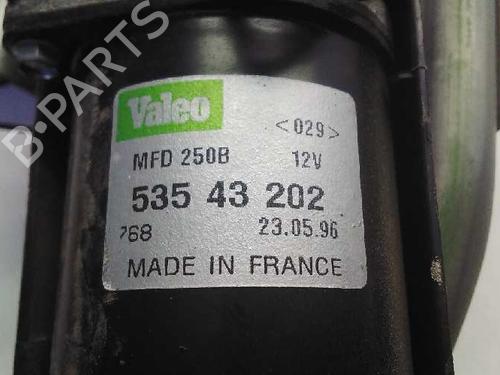 B-PARTS
Valeo
<029>
MFD 250B 12V
535 43 202
768 23.05.96
MADE IN FRANCE